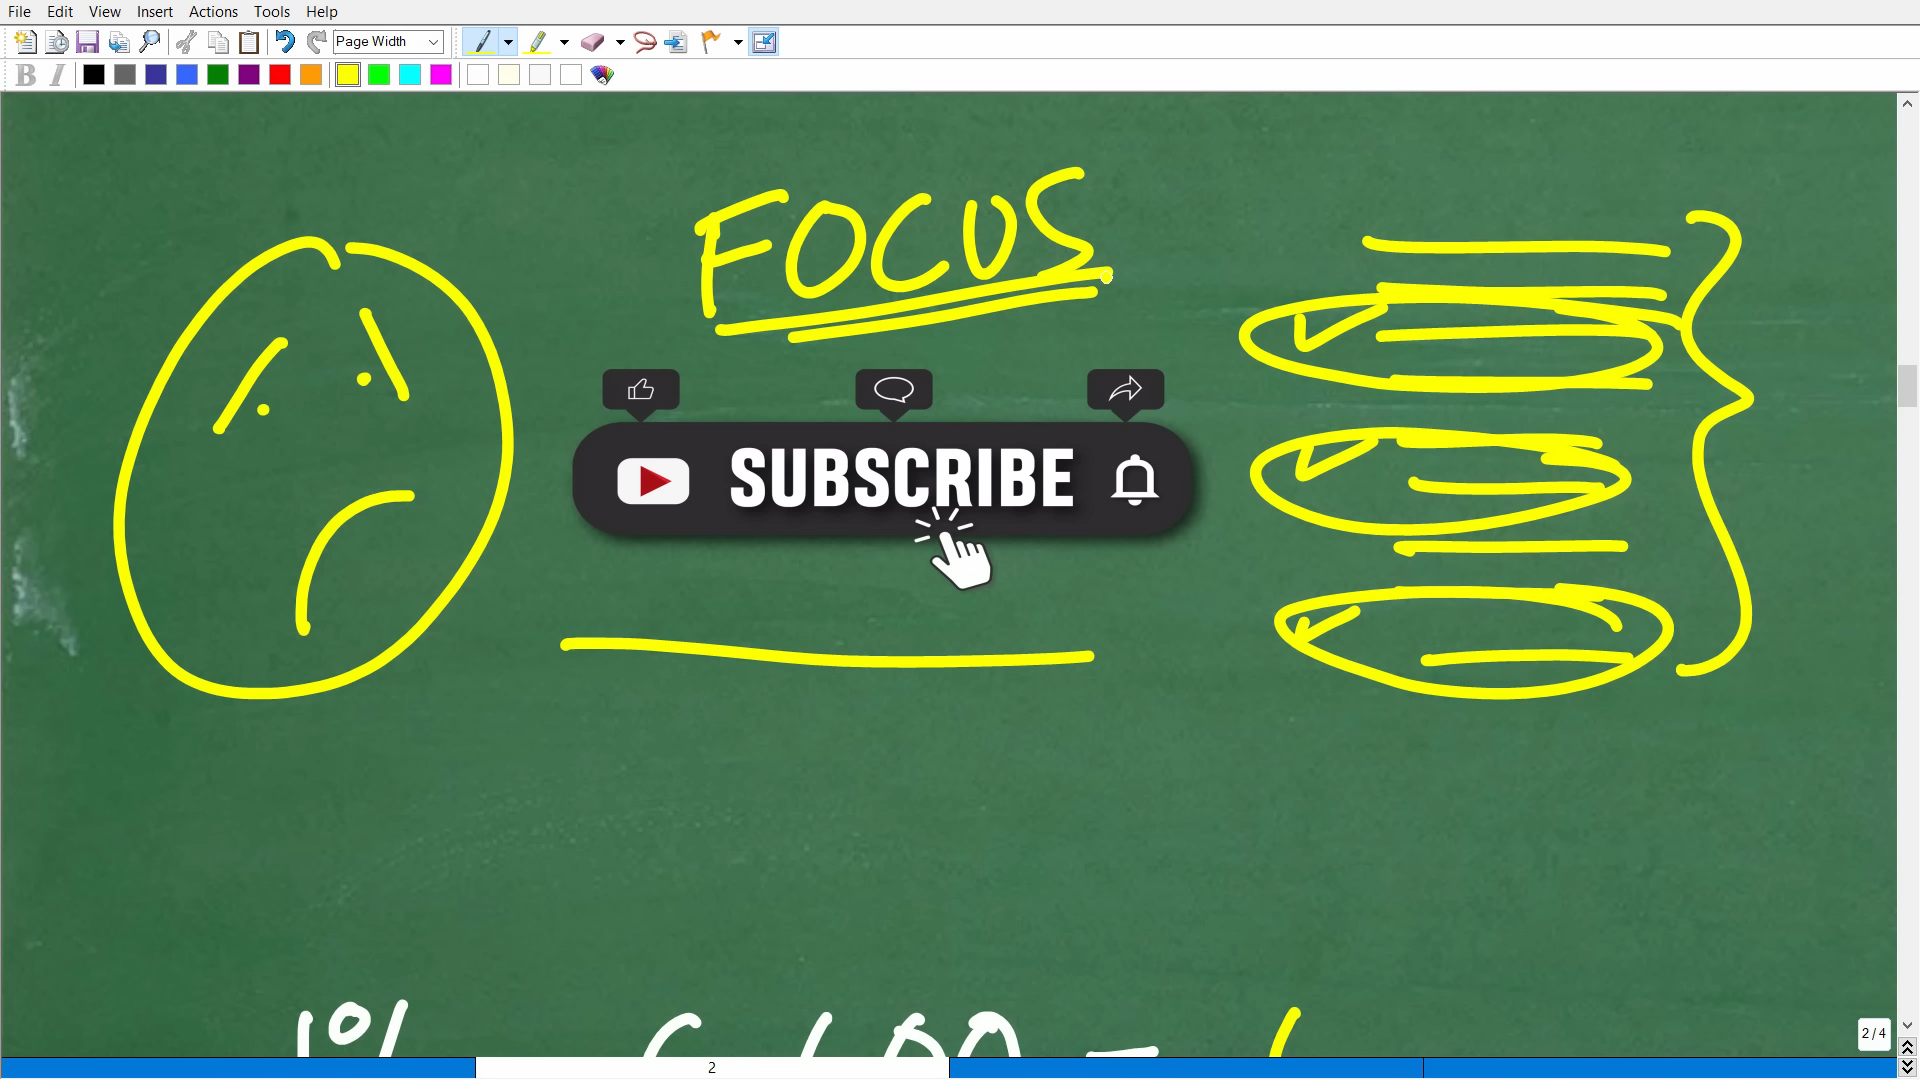 File Edit View Insert Actions Tools Help
Page Width
B I
FOCUS
SUBSCRIBE
2 / 4
2